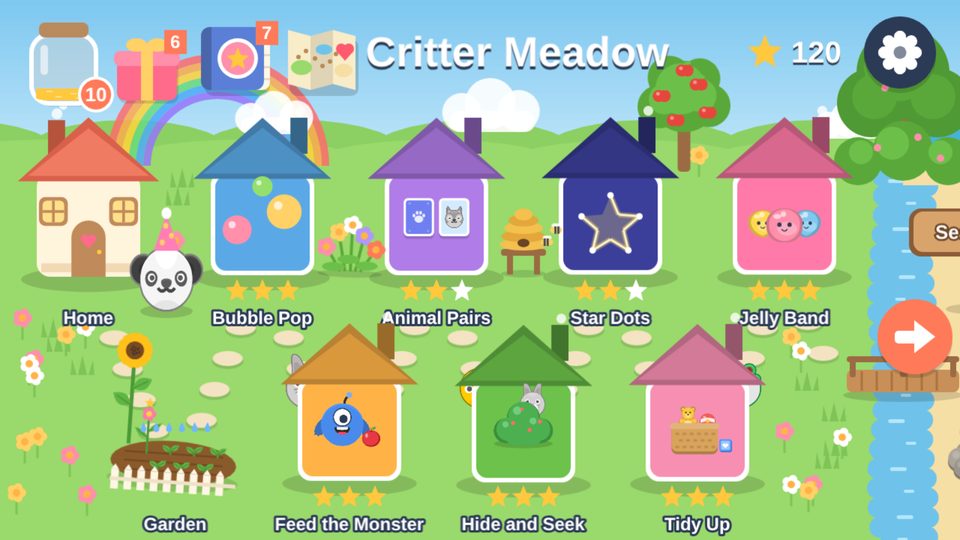 10
6
7
Critter Meadow
120
Se
Home
Bubble Pop
Animal Pairs
Star Dots
Jelly Band
Garden
Feed the Monster
Hide and Seek
Tidy Up